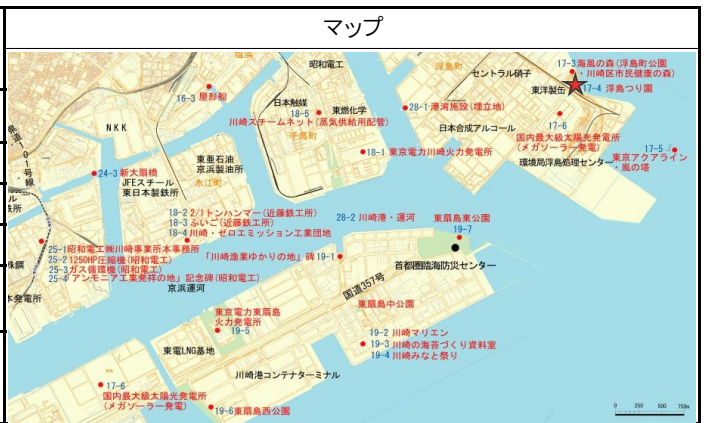 マップ
昭和電工
浮島町
セントラル硝子
17-3 海風の森(浮島町公園
・川崎区市民健康の森)
東洋製缶
17-4 浮島つり園
16-3 屋形船
日本触媒
18-5
川崎スチームネット(蒸気供給用配管)
東燃化学
千鳥町
28-1 港湾施設(埋立地)
日本合成アルコール
17-6
国内最大級太陽光発電所
(メガソーラー発電)
NKK
県道101号線
18-1 東京電力川崎火力発電所
17-5
東京アクアライン
・風の塔
環境局浮島処理センター
東亜石油
京浜製油所
水江町
24-3 新大扇橋
JFEスチール
東日本製鉄所
18-2 2/1トンハンマー(近藤鉄工所)
18-3 ふいご(近藤鉄工所)
18-4 川崎・ゼロエミッション工業団地
28-2 川崎港・運河
東扇島東公園
19-7
首都圏臨海防災センター
25-1 昭和電工㈱川崎事業所本事務所
25-2 1250HP圧縮機(昭和電工)
25-3 ガス循環機(昭和電工)
25-4 「アンモニア工業発祥の地」記念碑(昭和電工)
「川崎漁業ゆかりの地」碑 19-1
京浜運河
国道357号
東京電力東扇島
火力発電所
19-5
東扇島中公園
東電LNG基地
19-2 川崎マリエン
19-3 川崎の海苔づくり資料室
19-4 川崎みなと祭り
川崎港コンテナターミナル
17-6
国内最大級太陽光発電所
(メガソーラー発電)
19-6 東扇島西公園
0 250 500 750m